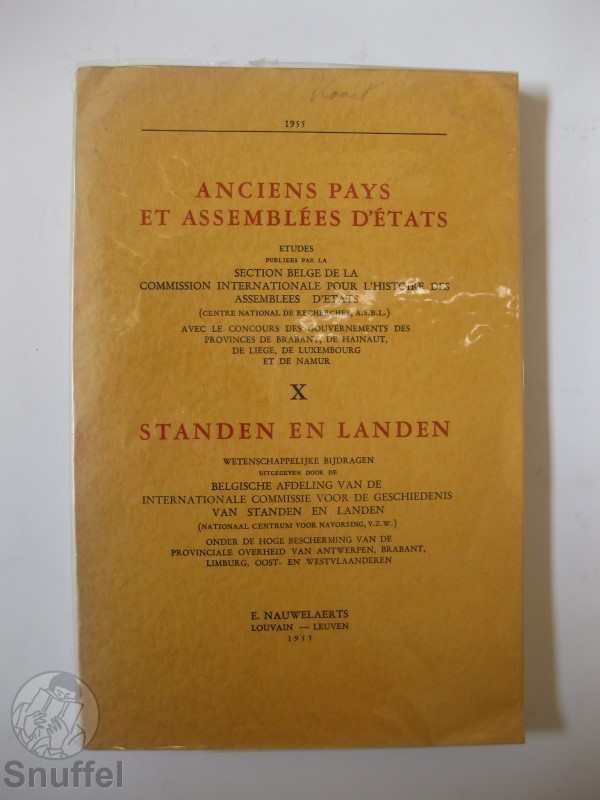 1955
ANCIENS PAYS
ET ASSEMBLÉES D'ÉTATS
ETUDES
PUBLIEES PAR LA
SECTION BELGE DE LA
COMMISSION INTERNATIONALE POUR L'HISTOIRE DES
ASSEMBLEES D'ETATS
(CENTRE NATIONAL DE RECHERCHES, A.S.B.L.)
AVEC LE CONCOURS DES GOUVERNEMENTS DES
PROVINCES DE BRABANT, DE HAINAUT,
DE LIEGE, DE LUXEMBOURG
ET DE NAMUR
X
STANDEN EN LANDEN
WETENSCHAPPELIJKE BIJDRAGEN
UITGEGEVEN DOOR DE
BELGISCHE AFDELING VAN DE
INTERNATIONALE COMMISSIE VOOR DE GESCHIEDENIS
VAN STANDEN EN LANDEN
(NATIONAAL CENTRUM VOOR NAVORSING, V.Z.W.)
ONDER DE HOGE BESCHERMING VAN DE
PROVINCIALE OVERHEID VAN ANTWERPEN, BRABANT,
LIMBURG, OOST- EN WESTVLAANDEREN
E. NAUWELAERTS
LOUVAIN — LEUVEN
1955
Snuffel